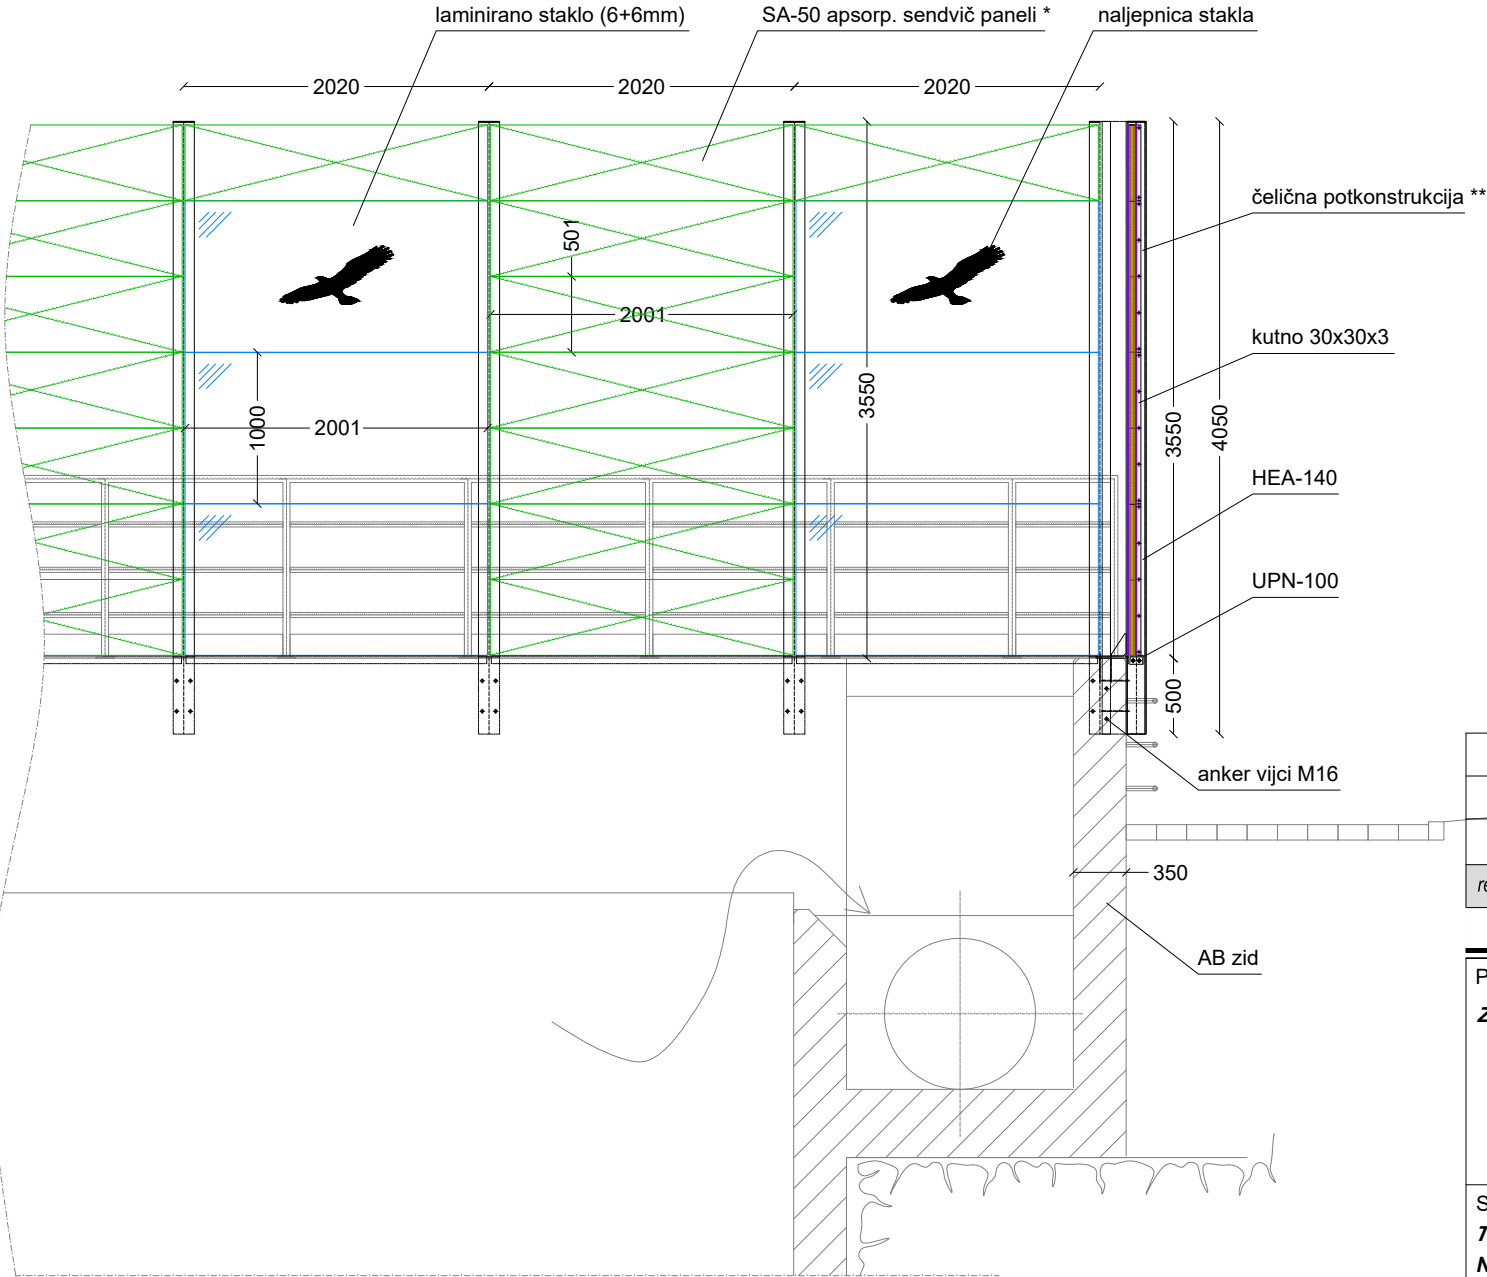 laminirano staklo (6+6mm)
SA-50 apsorp. sendvič paneli *
naljepnica stakla
2020
2020
2020
čelična potkonstrukcija **
501
2001
kutno 30x30x3
3550
3550
4050
1000
2001
HEA-140
UPN-100
500
anker vijci M16
350
AB zid